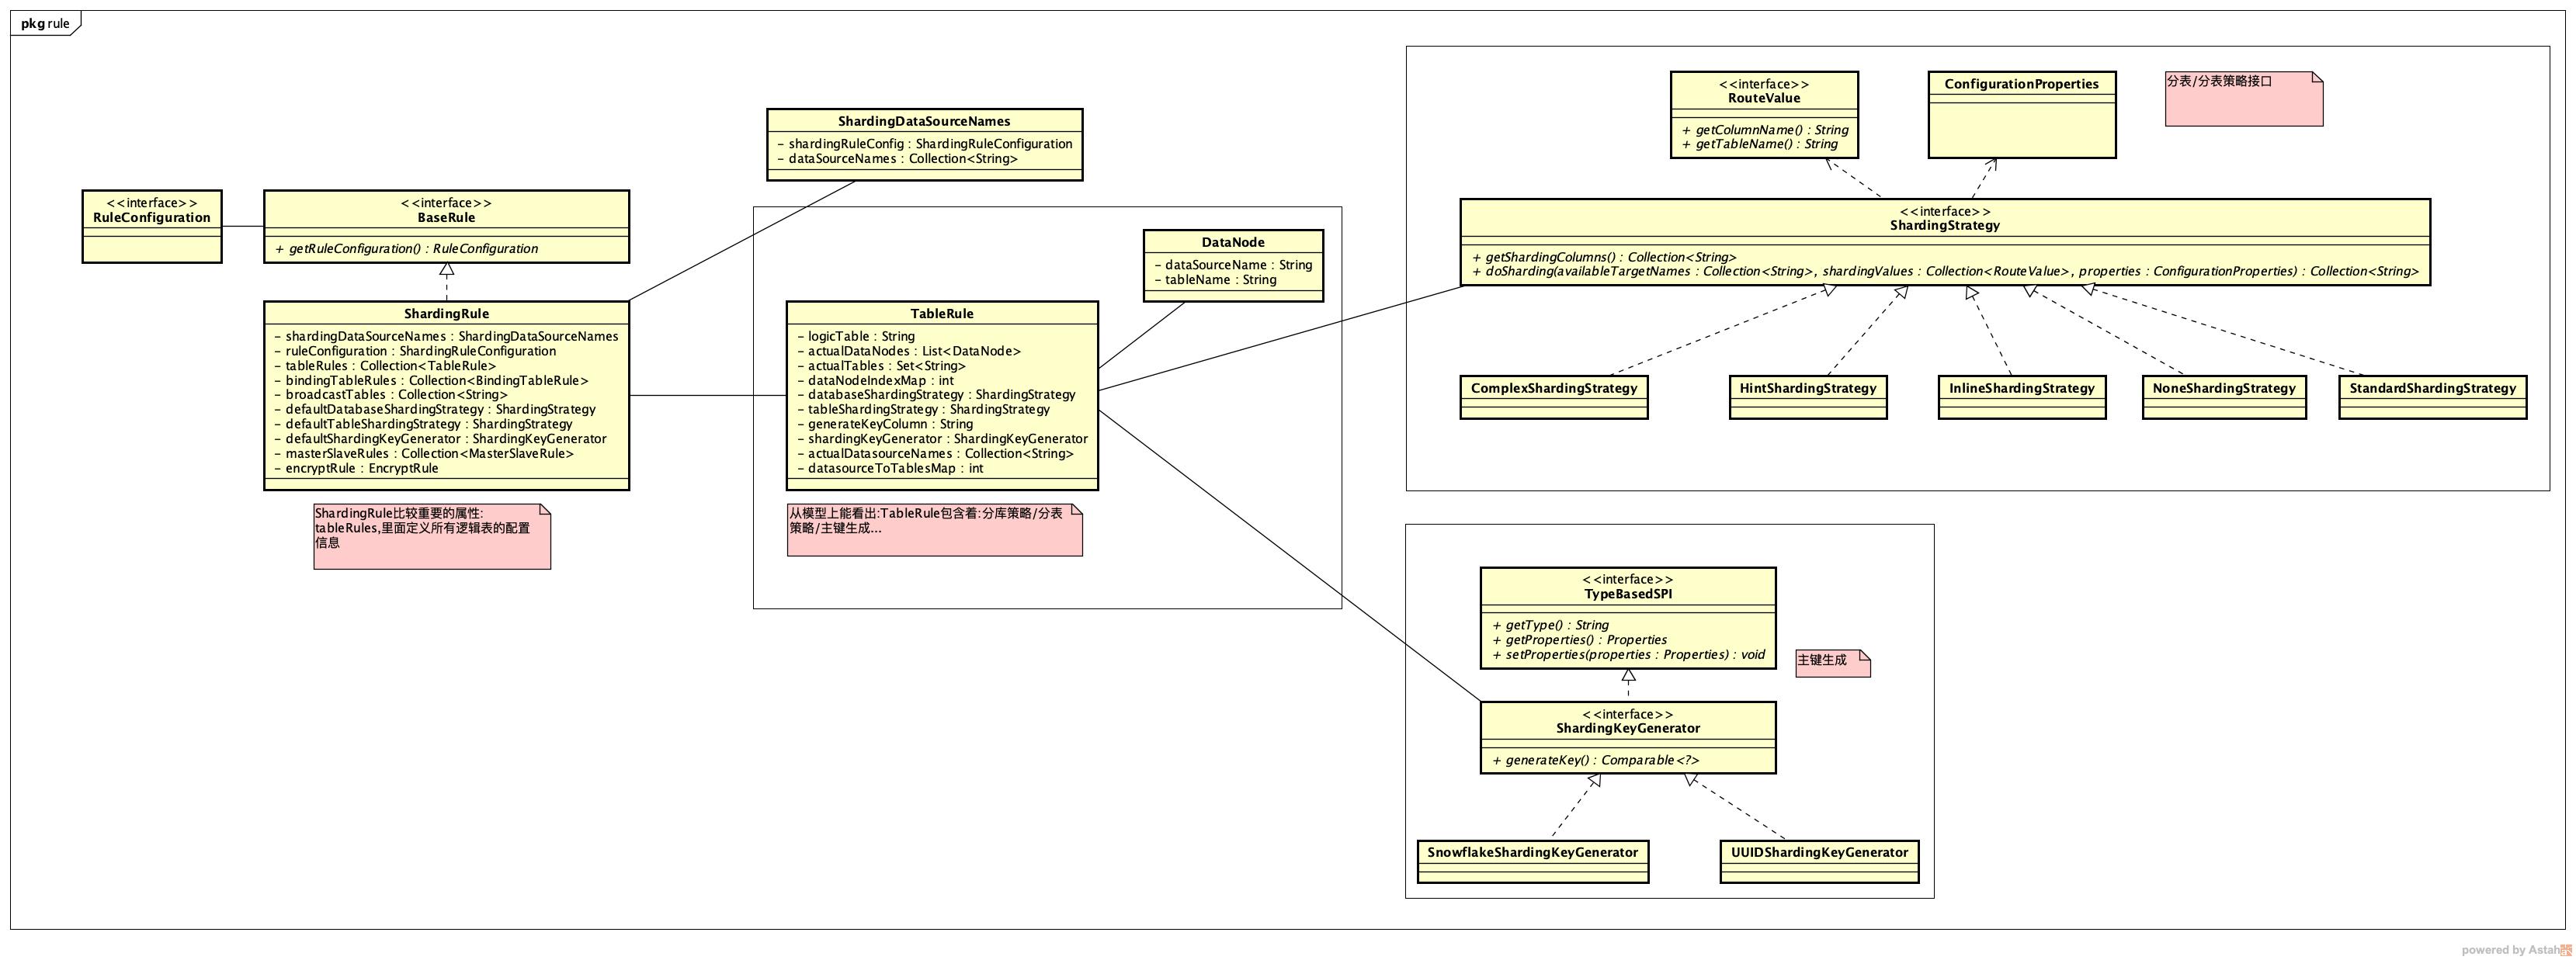 pkg rule
<<interface>>
RuleConfiguration
<<interface>>
BaseRule
+ getRuleConfiguration() : RuleConfiguration
ShardingDataSourceNames
- shardingRuleConfig : ShardingRuleConfiguration
- dataSourceNames : Collection<String>
ShardingRule
- shardingDataSourceNames : ShardingDataSourceNames
- ruleConfiguration : ShardingRuleConfiguration
- tableRules : Collection<TableRule>
- bindingTableRules : Collection<BindingTableRule>
- broadcastTables : Collection<String>
- defaultDatabaseShardingStrategy : ShardingStrategy
- defaultTableShardingStrategy : ShardingStrategy
- defaultShardingKeyGenerator : ShardingKeyGenerator
- masterSlaveRules : Collection<MasterSlaveRule>
- encryptRule : EncryptRule
ShardingRule比较重要的属性:
tableRules,里面定义所有逻辑表的配置
信息
DataNode
- dataSourceName : String
- tableName : String
TableRule
- logicTable : String
- actualDataNodes : List<DataNode>
- actualTables : Set<String>
- dataNodeIndexMap : int
- databaseShardingStrategy : ShardingStrategy
- tableShardingStrategy : ShardingStrategy
- generateKeyColumn : String
- shardingKeyGenerator : ShardingKeyGenerator
- actualDatasourceNames : Collection<String>
- datasourceToTablesMap : int
从模型上能看出:TableRule包含着:分库策略/分表
策略/主键生成...
<<interface>>
RouteValue
+ getColumnName() : String
+ getTableName() : String
ConfigurationProperties
分表/分表策略接口
<<interface>>
ShardingStrategy
+ getShardingColumns() : Collection<String>
+ doSharding(availableTargetNames : Collection<String>, shardingValues : Collection<RouteValue>, properties : ConfigurationProperties) : Collection<String>
ComplexShardingStrategy
HintShardingStrategy
InlineShardingStrategy
NoneShardingStrategy
StandardShardingStrategy
<<interface>>
TypeBasedSPI
+ getType() : String
+ getProperties() : Properties
+ setProperties(properties : Properties) : void
主键生成
<<interface>>
ShardingKeyGenerator
+ generateKey() : Comparable<?>
SnowflakeShardingKeyGenerator
UUIDShardingKeyGenerator
powered by Astah